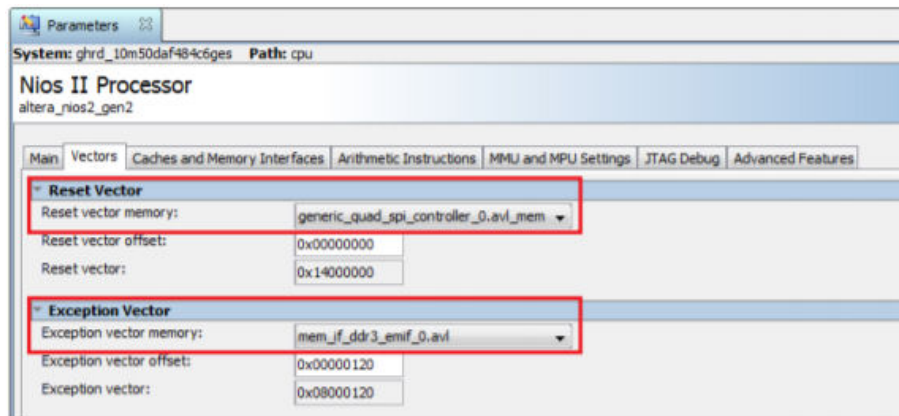 Parameters
System: ghrd_10m50daf484c6ges Path: cpu
Nios II Processor
altera_nios2_gen2
Main Vectors Caches and Memory Interfaces Arithmetic Instructions MMU and MPU Settings JTAG Debug Advanced Features
Reset Vector
Reset vector memory: generic_quad_spi_controller_0.avl_mem
Reset vector offset: 0x00000000
Reset vector: 0x14000000
Exception Vector
Exception vector memory: mem_if_ddr3_emif_0.avl
Exception vector offset: 0x00000120
Exception vector: 0x08000120